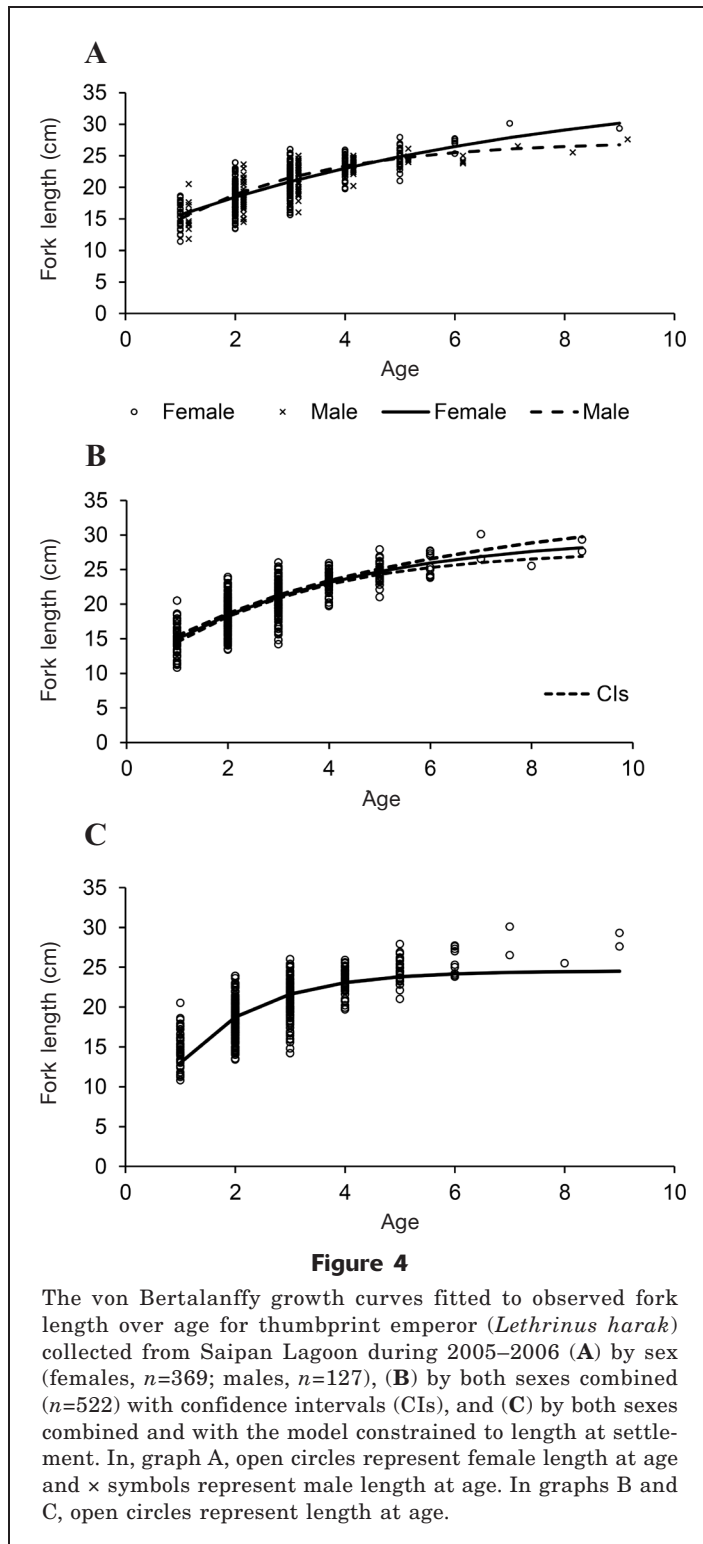 A
35
30
25
20
15
10
5
0
Fork length (cm)
0 2 4 6 8 10
Age
Female Male Female Male
B
35
30
25
20
15
10
5
0
Fork length (cm)
CIs
0 2 4 6 8 10
Age
C
35
30
25
20
15
10
5
0
Fork length (cm)
0 2 4 6 8 10
Age
Figure 4
The von Bertalanffy growth curves fitted to observed fork
length over age for thumbprint emperor (Lethrinus harak)
collected from Saipan Lagoon during 2005–2006 (A) by sex
(females, n=369; males, n=127), (B) by both sexes combined
(n=522) with confidence intervals (CIs), and (C) by both sexes
combined and with the model constrained to length at settle-
ment. In, graph A, open circles represent female length at age
and × symbols represent male length at age. In graphs B and
C, open circles represent length at age.